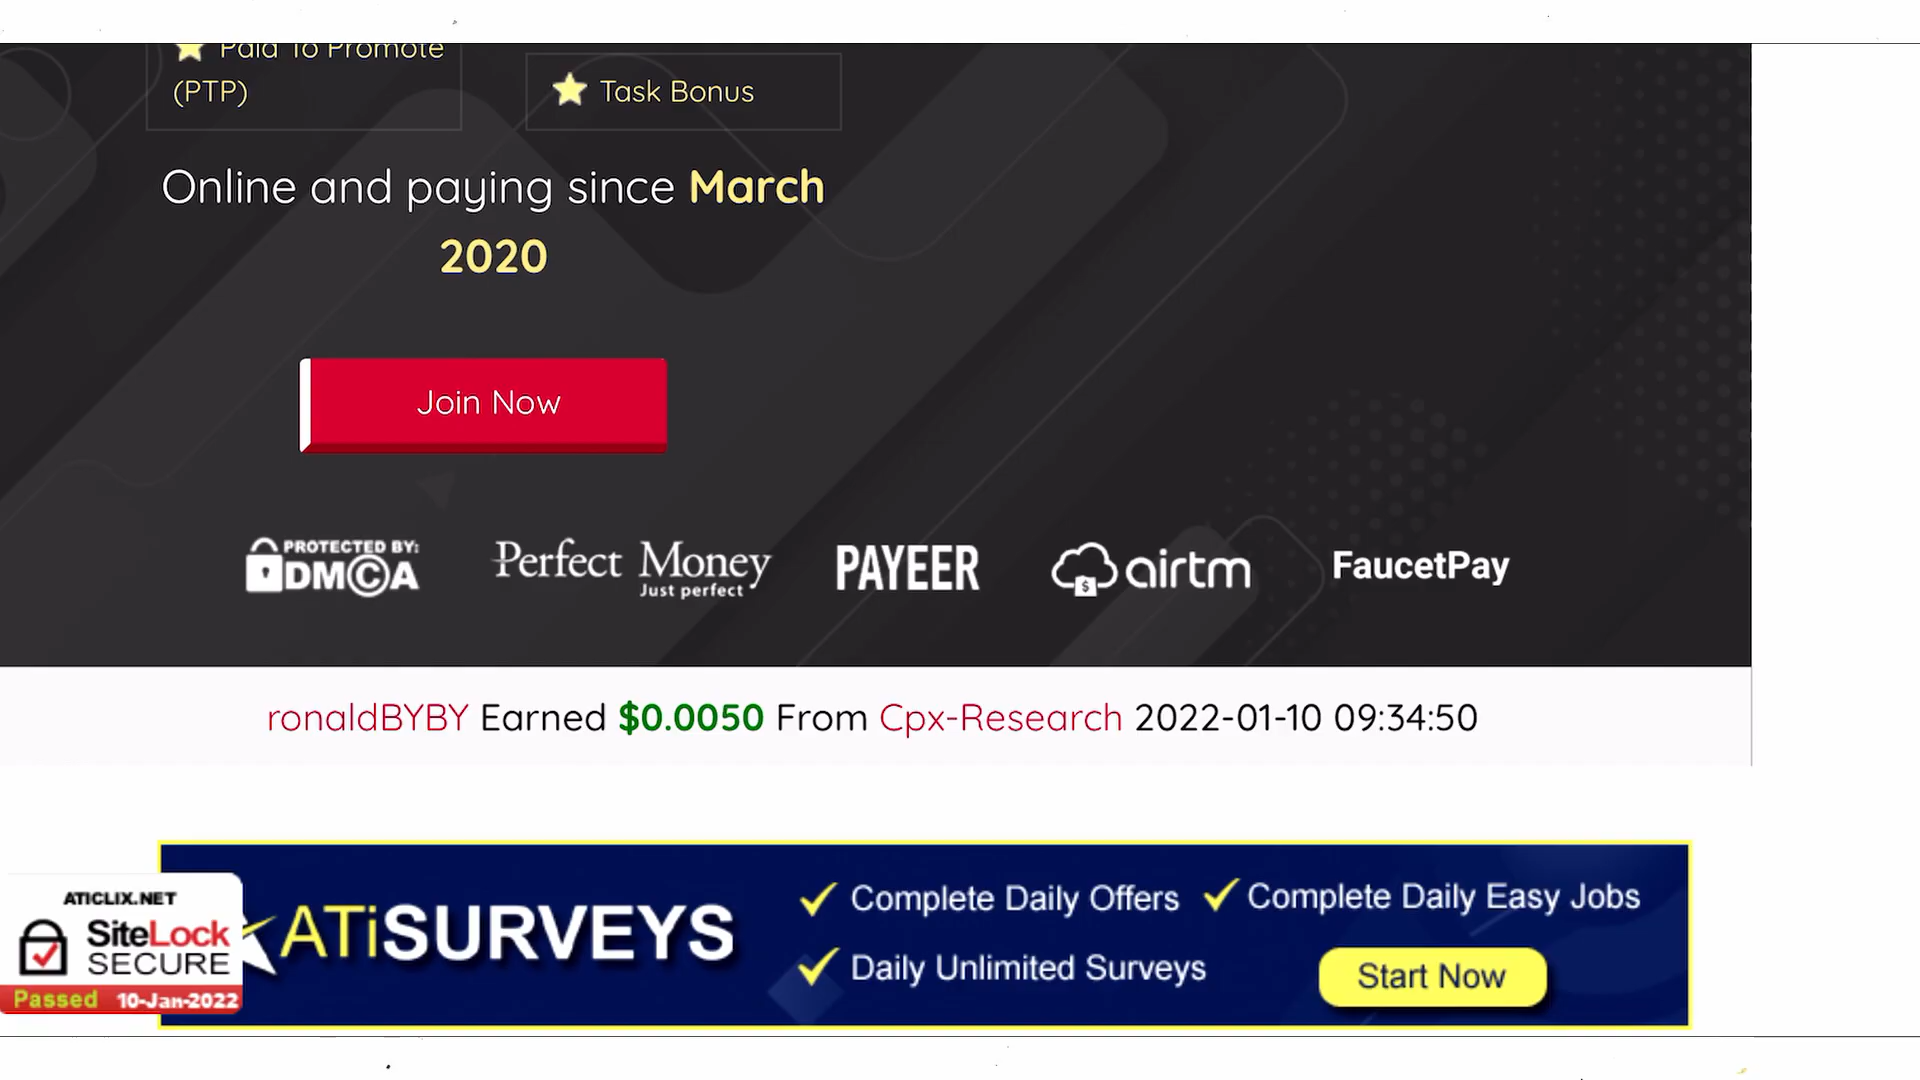 Paid To Promote
(PTP)
Task Bonus
Online and paying since March
2020
Join Now
PROTECTED BY:
DMCA
Perfect Money
Just perfect
PAYEER
airtm
FaucetPay
ronaldBYBY Earned $0.0050 From Cpx-Research 2022-01-10 09:34:50
ATICLIX.NET
SiteLock
SECURE
Passed 10-Jan-2022
ATiSURVEYS
Complete Daily Offers
Complete Daily Easy Jobs
Daily Unlimited Surveys
Start Now